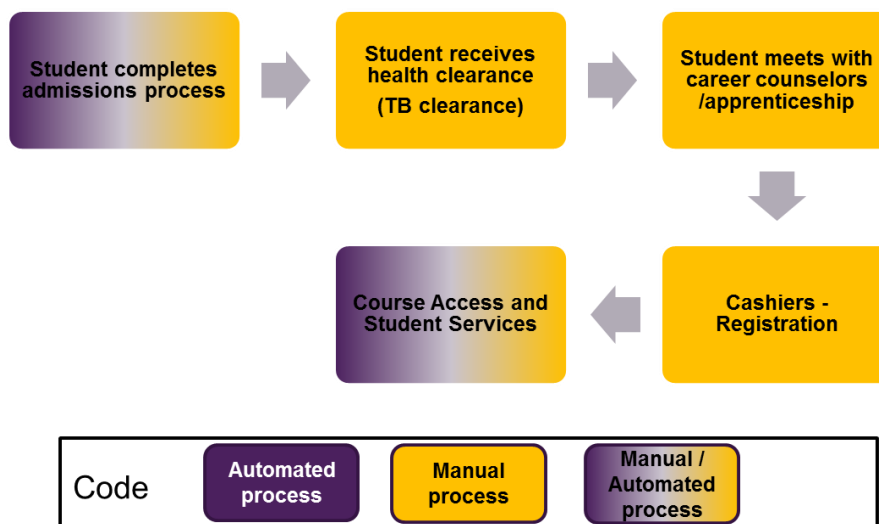 Student completes
admissions process
Student receives
health clearance
(TB clearance)
Student meets with
career counselors
/apprenticeship
Course Access and
Student Services
Cashiers -
Registration
Code
Automated
process
Manual
process
Manual /
Automated
process